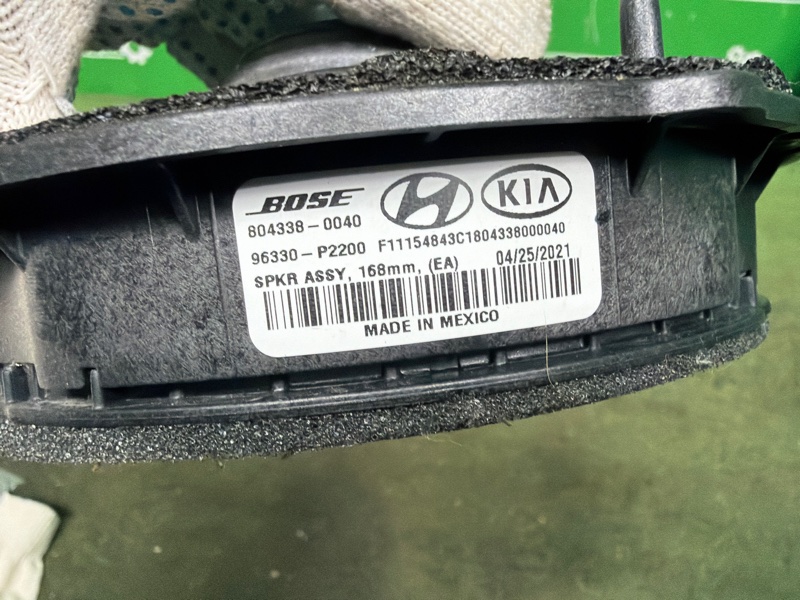 BOSE H KIA
804338-0040
96330-P2200 F11154843C1804338000040
SPKR ASSY, 168mm, (EA) 04/25/2021
MADE IN MEXICO